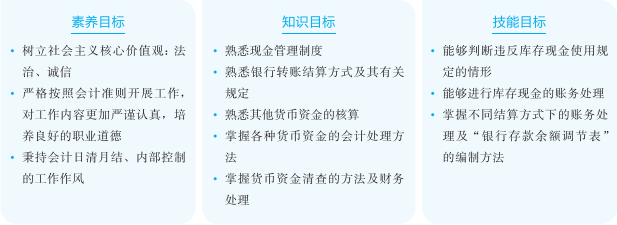 素养目标
• 树立社会主义核心价值观：法
治、诚信
• 严格按照会计准则开展工作，
对工作内容更加严谨认真，培
养良好的职业道德
• 秉持会计日清月结、内部控制
的工作作风
知识目标
• 熟悉现金管理制度
• 熟悉银行转账结算方式及其有关
规定
• 熟悉其他货币资金的核算
• 掌握各种货币资金的会计处理方
法
• 掌握货币资金清查的方法及财务
处理
技能目标
• 能够判断违反库存现金使用规
定的情形
• 能够进行库存现金的账务处理
• 掌握不同结算方式下的账务处
理及“银行存款余额调节表”
的编制方法